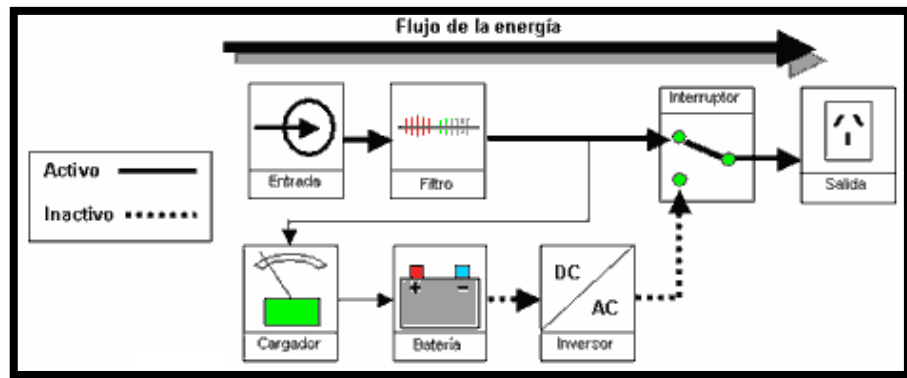 Flujo de la energía
Interruptor
Entrada
Filtro
Salida
Activo
Inactivo
+ −
DC
AC
Cargador
Batería
Inversor